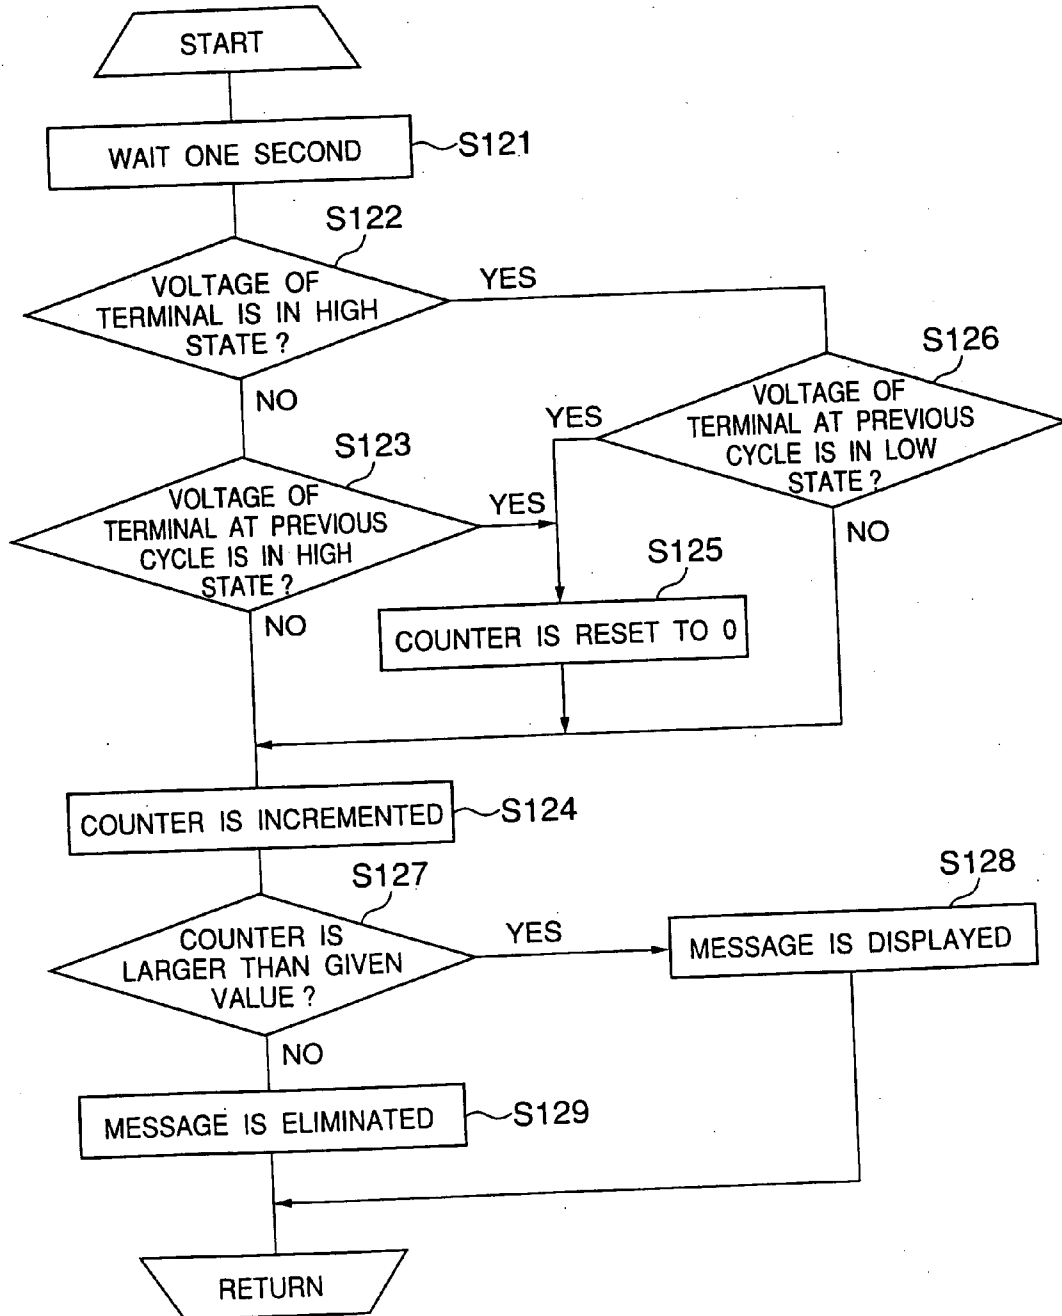 START
WAIT ONE SECOND
S121
S122
VOLTAGE OF
TERMINAL IS IN HIGH
STATE ?
YES
NO
S126
VOLTAGE OF
TERMINAL AT PREVIOUS
CYCLE IS IN LOW
STATE ?
YES
NO
S123
VOLTAGE OF
TERMINAL AT PREVIOUS
CYCLE IS IN HIGH
STATE ?
YES
NO
S125
COUNTER IS RESET TO 0
COUNTER IS INCREMENTED
S124
S127
COUNTER IS
LARGER THAN GIVEN
VALUE ?
YES
NO
S128
MESSAGE IS DISPLAYED
MESSAGE IS ELIMINATED
S129
RETURN